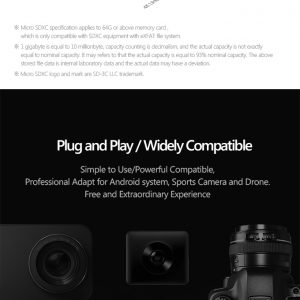 ※ Micro SDXC specification applies to 64G or above memory card ,
which is only compatible with SDXC equipment with eXFAT file system.
※ 1 gigabyte is equal to 10 millionbyte, capacity counting is decimalism, and the actual capacity is not exactly
equal to nominal capacity. It may refers to that the actual capacity is equal to 93% nominal capacity. The above
stored file data is internal laboratory data and the actual data may have a deviation.
※ Micro SDXC logo and mark are SD-3C LLC trademark.
Plug and Play / Widely Compatible
Simple to Use/Powerful Compatible,
Professional Adapt for Android system, Sports Camera and Drone.
Free and Extraordinary Experience